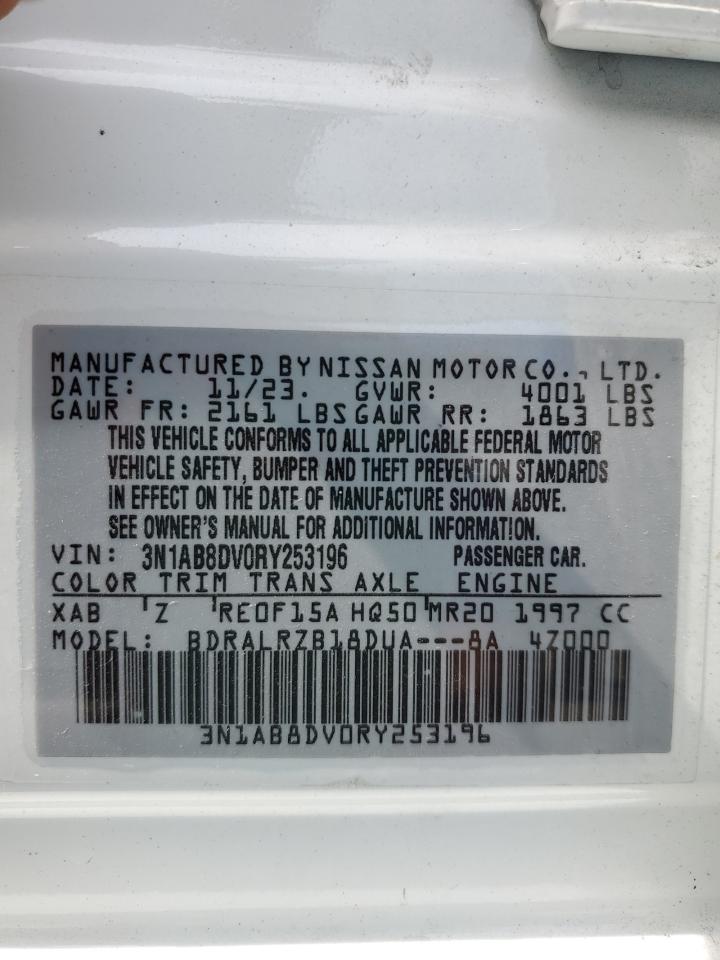 MANUFACTURED BY NISSAN MOTOR CO., LTD.
DATE: 11/23. GVWR: 4001 LBS
GAWR FR: 2161 LBS GAWR RR: 1863 LBS
THIS VEHICLE CONFORMS TO ALL APPLICABLE FEDERAL MOTOR
VEHICLE SAFETY, BUMPER AND THEFT PREVENTION STANDARDS
IN EFFECT ON THE DATE OF MANUFACTURE SHOWN ABOVE.
SEE OWNER'S MANUAL FOR ADDITIONAL INFORMATION.
VIN: 3N1AB8DV0RY253196 PASSENGER CAR.
COLOR TRIM TRANS AXLE ENGINE
XAB Z RE0F15A HQ50 MR20 1997 CC
MODEL: BDRALRZB18DUA---8A 4Z000
3N1AB8DV0RY253196